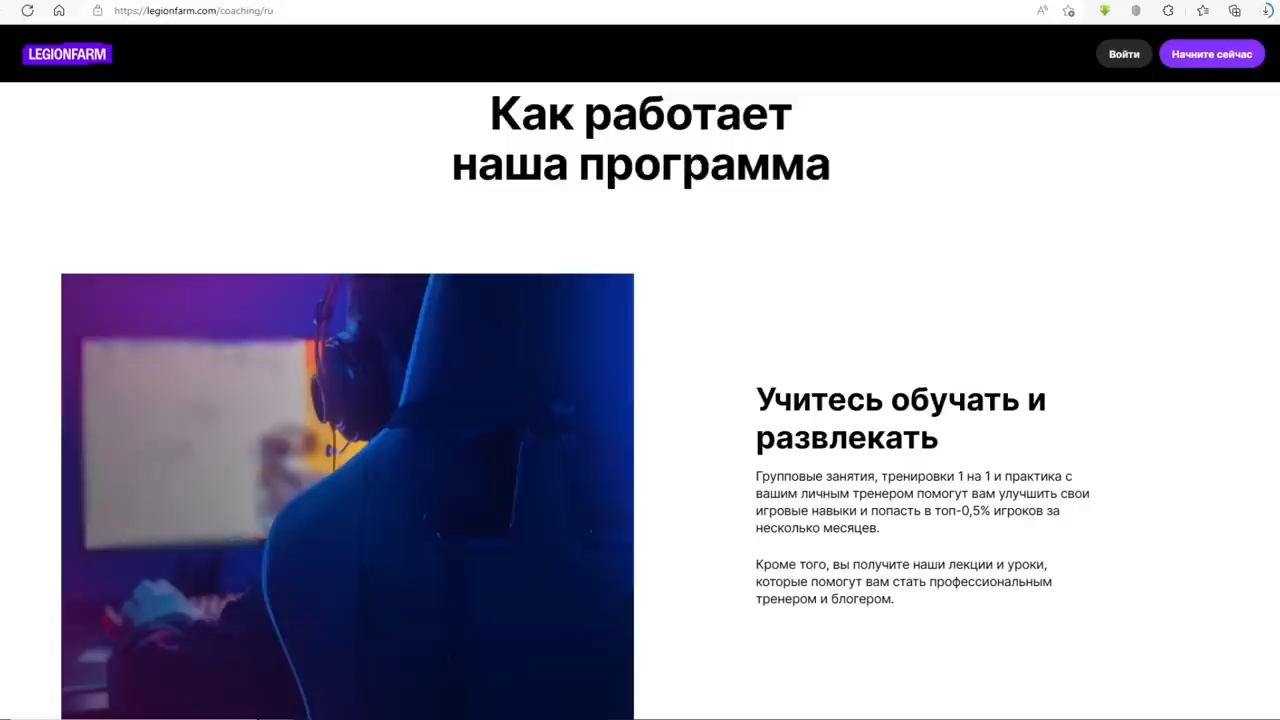 https://legionfarm.com/coaching/ru
LEGIONFARM
Войти
Начните сейчас
Как работает
наша программа
Учитесь обучать и
развлекать
Групповые занятия, тренировки 1 на 1 и практика с
вашим личным тренером помогут вам улучшить свои
игровые навыки и попасть в топ-0,5% игроков за
несколько месяцев.
Кроме того, вы получите наши лекции и уроки,
которые помогут вам стать профессиональным
тренером и блогером.